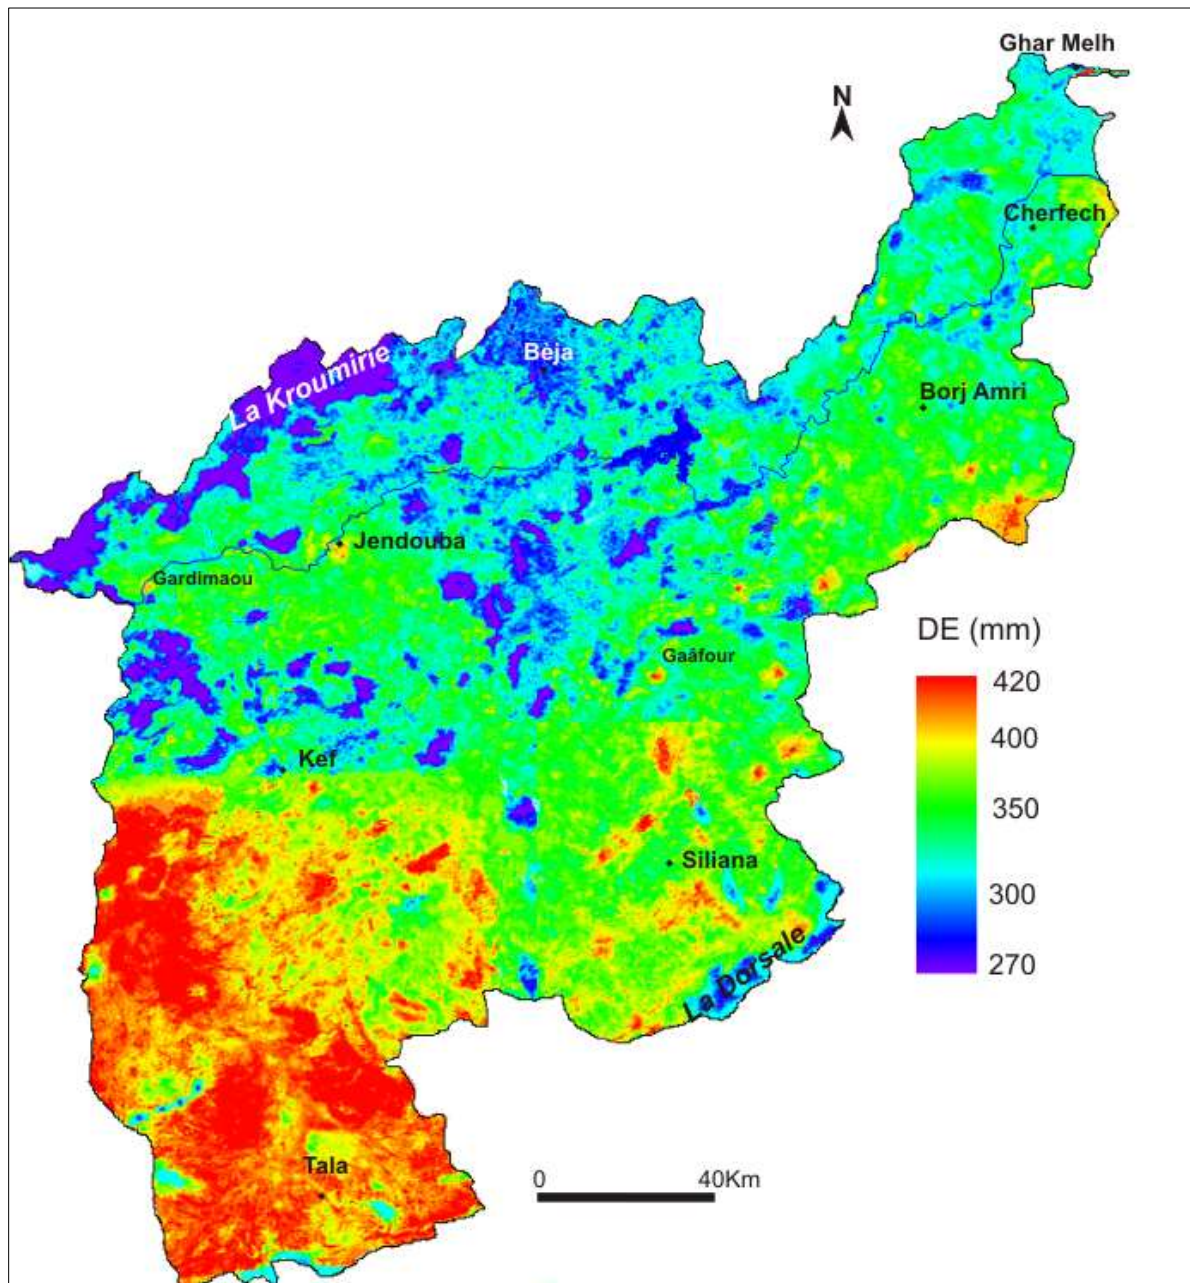 Ghar Melh
N
Cherfech
Bèja
La Kroumirie
Borj Amri
Jendouba
Gardimaou
DE (mm)
Gaâfour
420
400
Kef
350
Siliana
300
La Dorsale
270
Tala
0 40Km